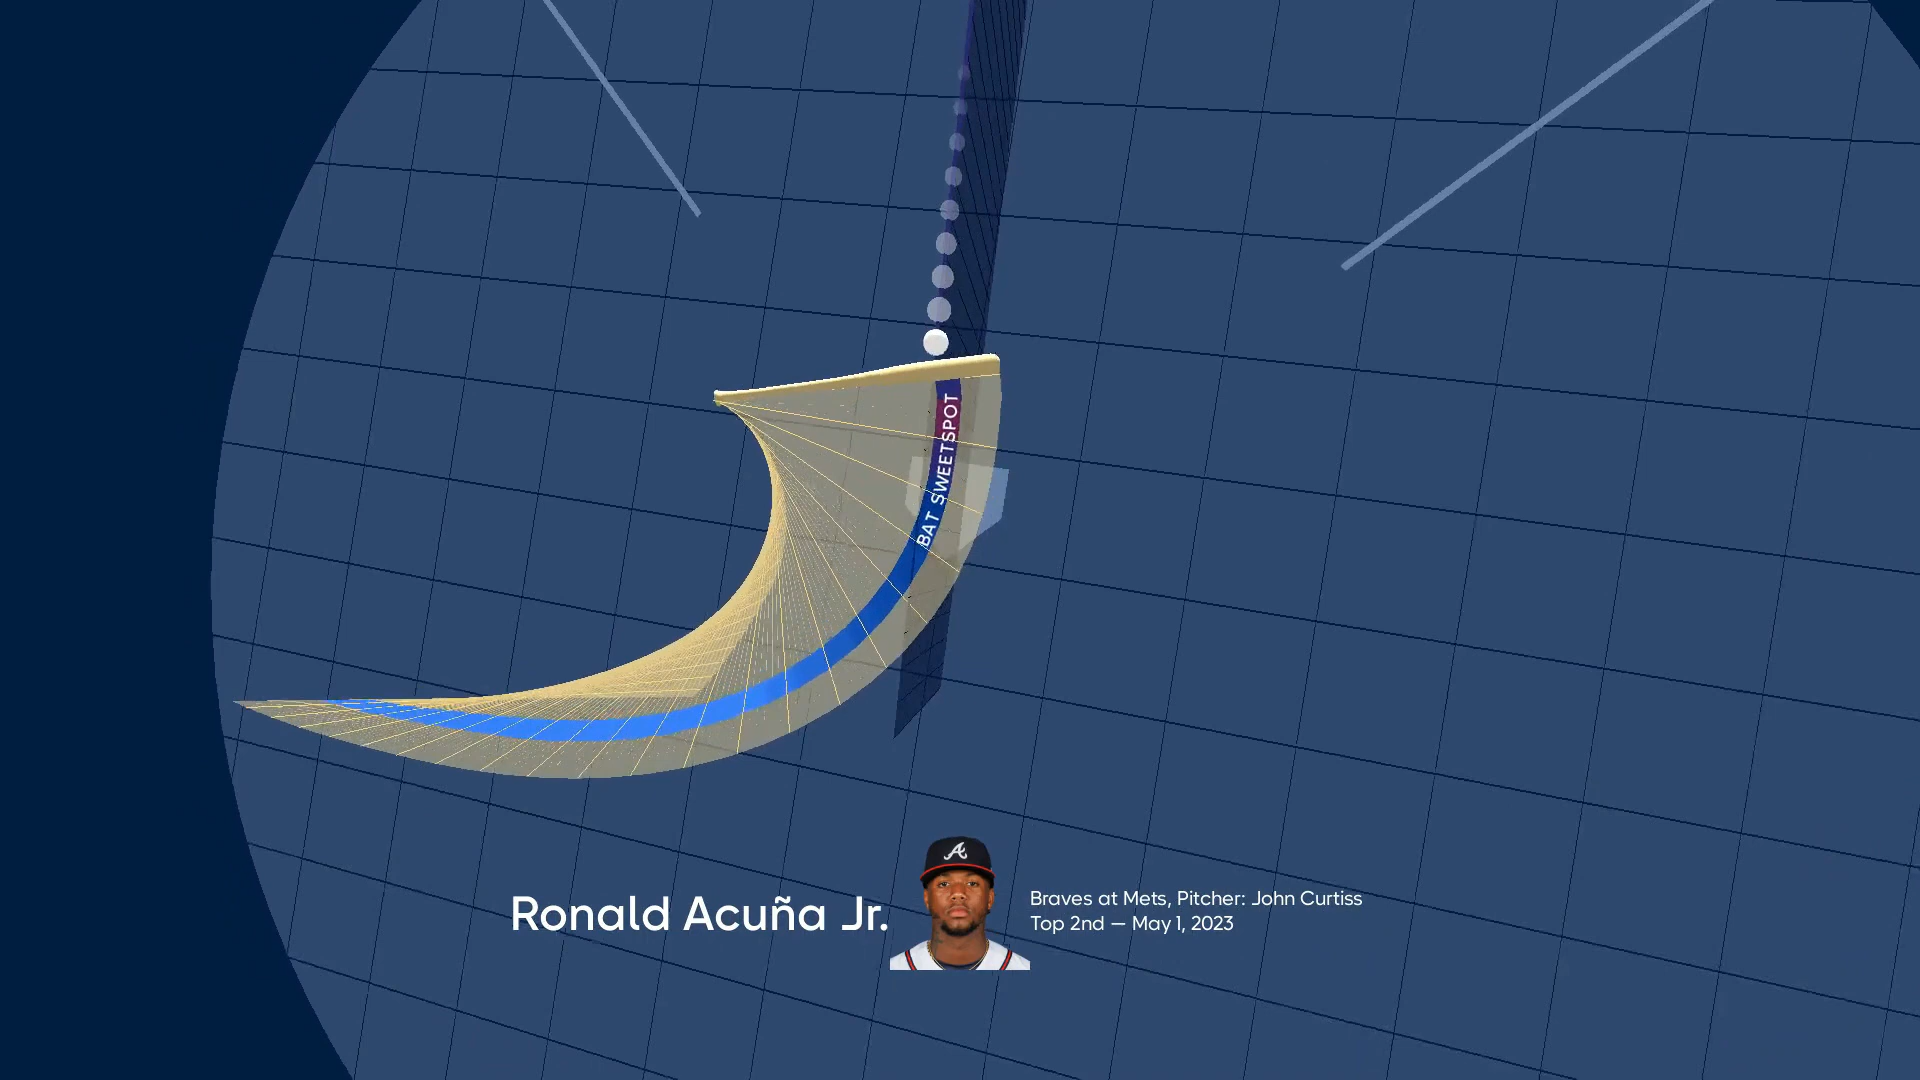 BAT SWEETSPOT
Ronald Acuña Jr.
A
Braves at Mets, Pitcher: John Curtiss
Top 2nd — May 1, 2023